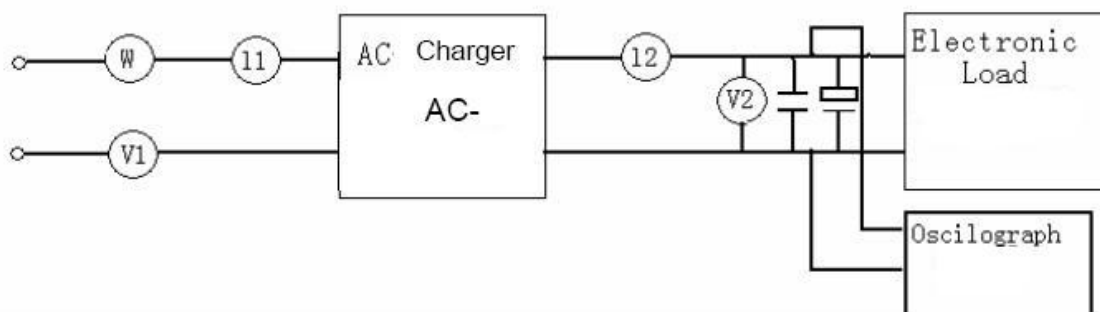 W
I1
AC Charger
AC-
I2
Electronic
Load
V2
V1
Oscilograph